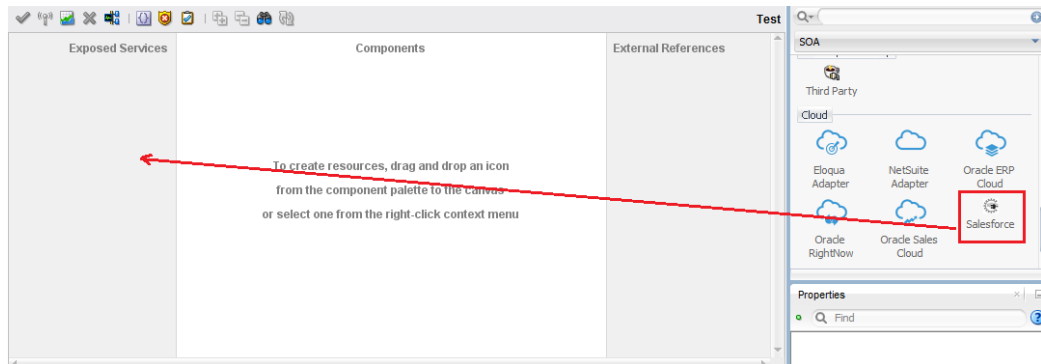 Test
Exposed Services
Components
External References
To create resources, drag and drop an icon
from the component palette to the canvas
or select one from the right-click context menu
SOA
Third Party
Cloud
Eloqua
Adapter
NetSuite
Adapter
Oracle ERP
Cloud
Oracle
RightNow
Oracle Sales
Cloud
Salesforce
Properties
Find